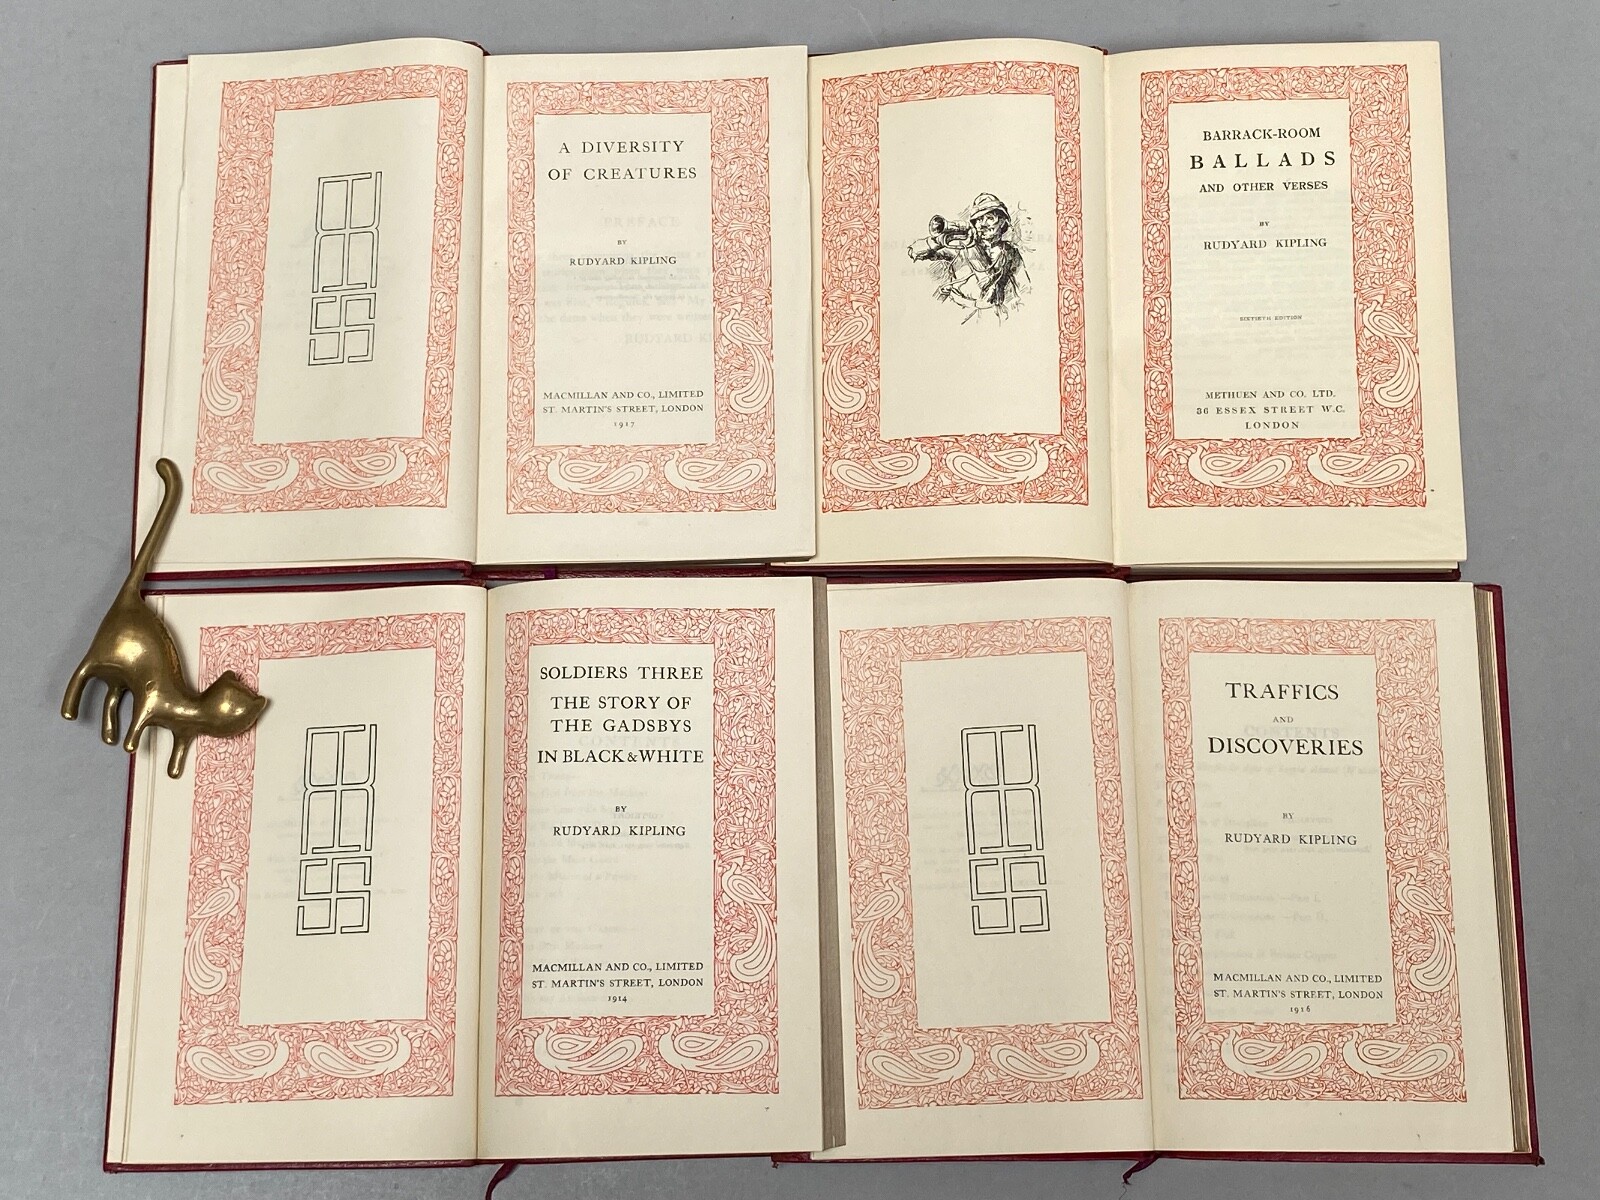 A DIVERSITY
OF CREATURES
BY
RUDYARD KIPLING
MACMILLAN AND CO., LIMITED
ST. MARTIN'S STREET, LONDON
1917
BARRACK-ROOM
BALLADS
AND OTHER VERSES
BY
RUDYARD KIPLING
SIXTIETH EDITION
METHUEN AND CO. LTD.
36 ESSEX STREET W.C.
LONDON
SOLDIERS THREE
THE STORY OF
THE GADSBYS
IN BLACK & WHITE
BY
RUDYARD KIPLING
MACMILLAN AND CO., LIMITED
ST. MARTIN'S STREET, LONDON
1914
TRAFFICS
AND
DISCOVERIES
BY
RUDYARD KIPLING
MACMILLAN AND CO., LIMITED
ST. MARTIN'S STREET, LONDON
1916